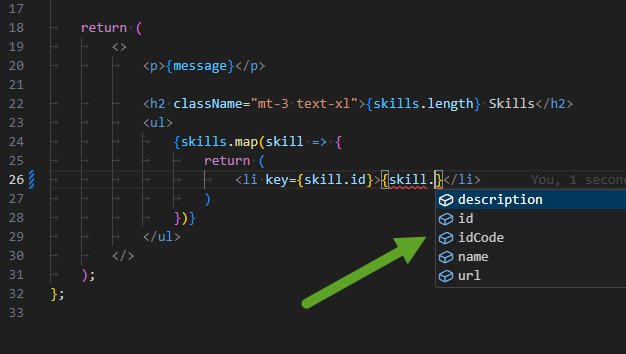 17
18 return (
19 <>
20 <p>{message}</p>
21
22 <h2 className="mt-3 text-xl">{skills.length} Skills</h2>
23 <ul>
24 {skills.map(skill => {
25 return (
26 <li key={skill.id}>{skill.}</li> You, 1 second
27 )
28 })}
29 </ul>
30 </>
31 );
32 };
33
description
id
idCode
name
url